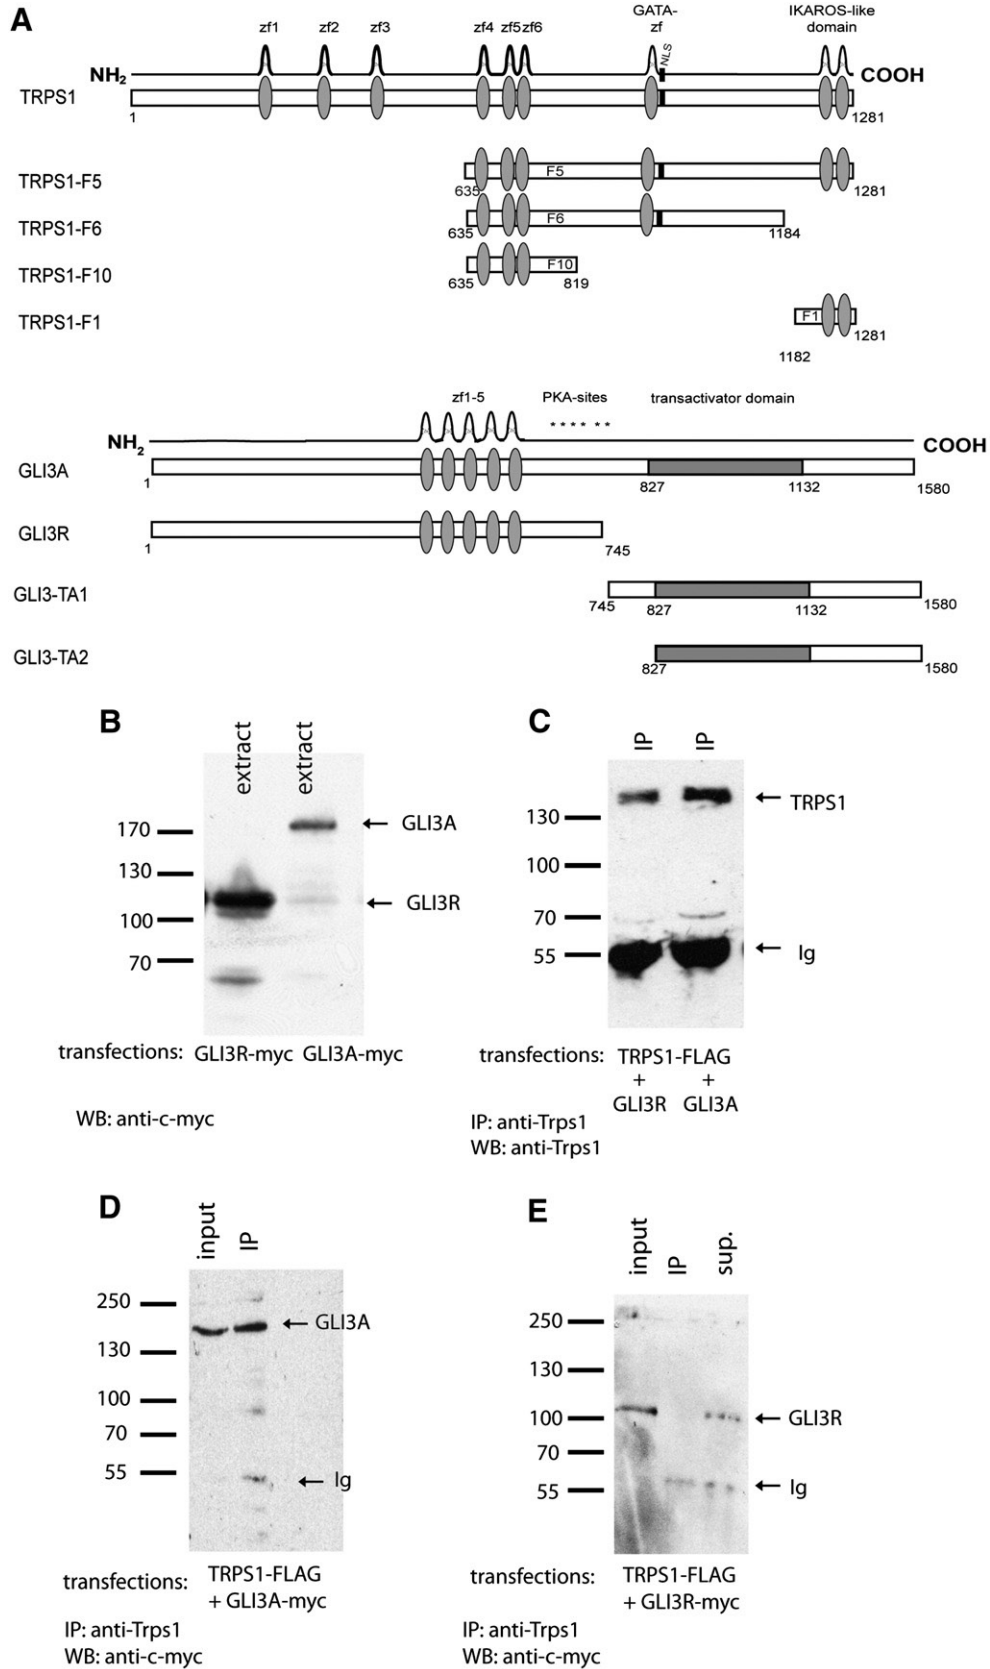 A
zf1 zf2 zf3 zf4 zf5 zf6 GATA-zf NLS IKAROS-like domain
NH2 COOH
TRPS1
1 1281
TRPS1-F5 F5
635 1281
TRPS1-F6 F6
635 1184
TRPS1-F10 F10
635 819
TRPS1-F1 F1
1281
1182
zf1-5 PKA-sites transactivator domain
**** **
NH2 COOH
GLI3A
1 827 1132 1580
GLI3R
1 745
GLI3-TA1
745 827 1132 1580
GLI3-TA2
827 1580
B
extract extract
170 GLI3A
130
GLI3R
100
70
transfections: GLI3R-myc GLI3A-myc
WB: anti-c-myc
C
IP IP
TRPS1
130
100
70
55 Ig
transfections: TRPS1-FLAG
+ +
GLI3R GLI3A
IP: anti-Trps1
WB: anti-Trps1
D
input IP
250
GLI3A
130
100
70
55
Ig
transfections: TRPS1-FLAG
+ GLI3A-myc
IP: anti-Trps1
WB: anti-c-myc
E
input IP sup.
250
130
100 GLI3R
70
55 Ig
transfections: TRPS1-FLAG
+ GLI3R-myc
IP: anti-Trps1
WB: anti-c-myc